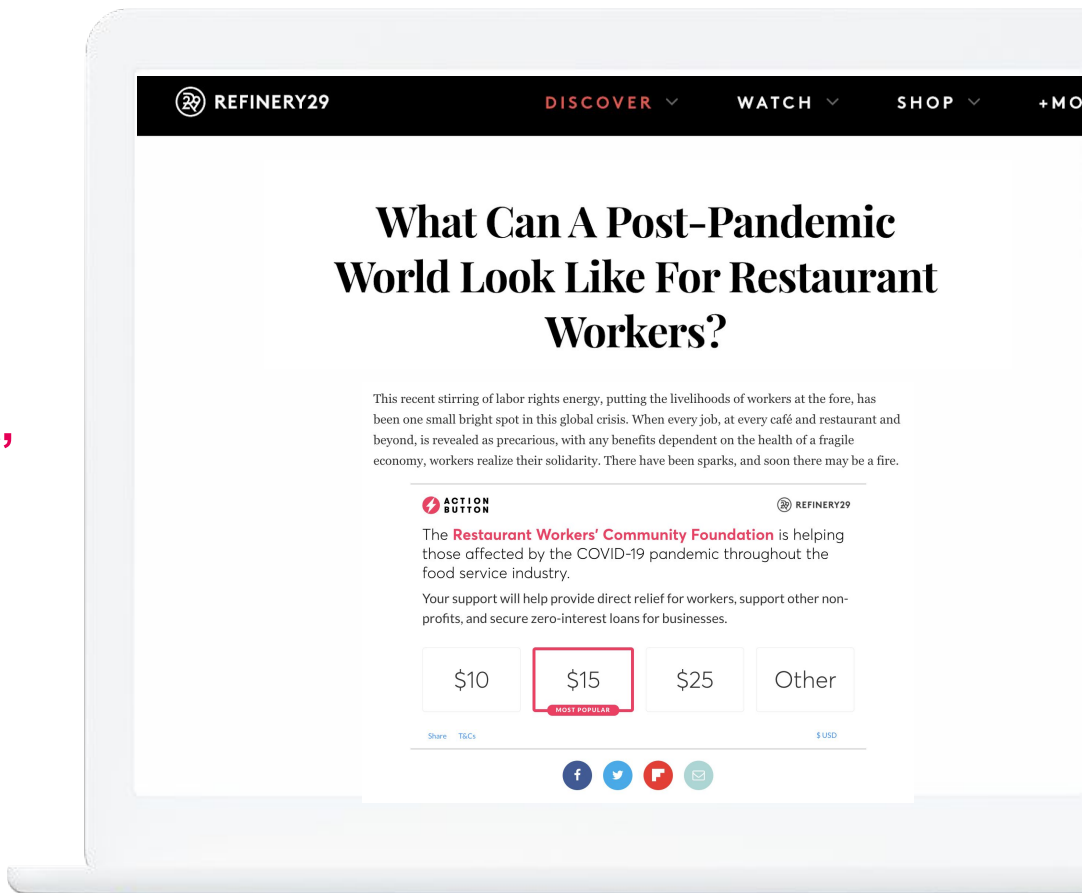 REFINERY29 DISCOVER WATCH SHOP +MO
What Can A Post-Pandemic
World Look Like For Restaurant
Workers?
This recent stirring of labor rights energy, putting the livelihoods of workers at the fore, has
been one small bright spot in this global crisis. When every job, at every café and restaurant and
beyond, is revealed as precarious, with any benefits dependent on the health of a fragile
economy, workers realize their solidarity. There have been sparks, and soon there may be a fire.
ACTION
BUTTON
REFINERY29
The Restaurant Workers' Community Foundation is helping
those affected by the COVID-19 pandemic throughout the
food service industry.
Your support will help provide direct relief for workers, support other non-
profits, and secure zero-interest loans for businesses.
$10 $15 $25 Other
MOST POPULAR
Share T&Cs $ USD